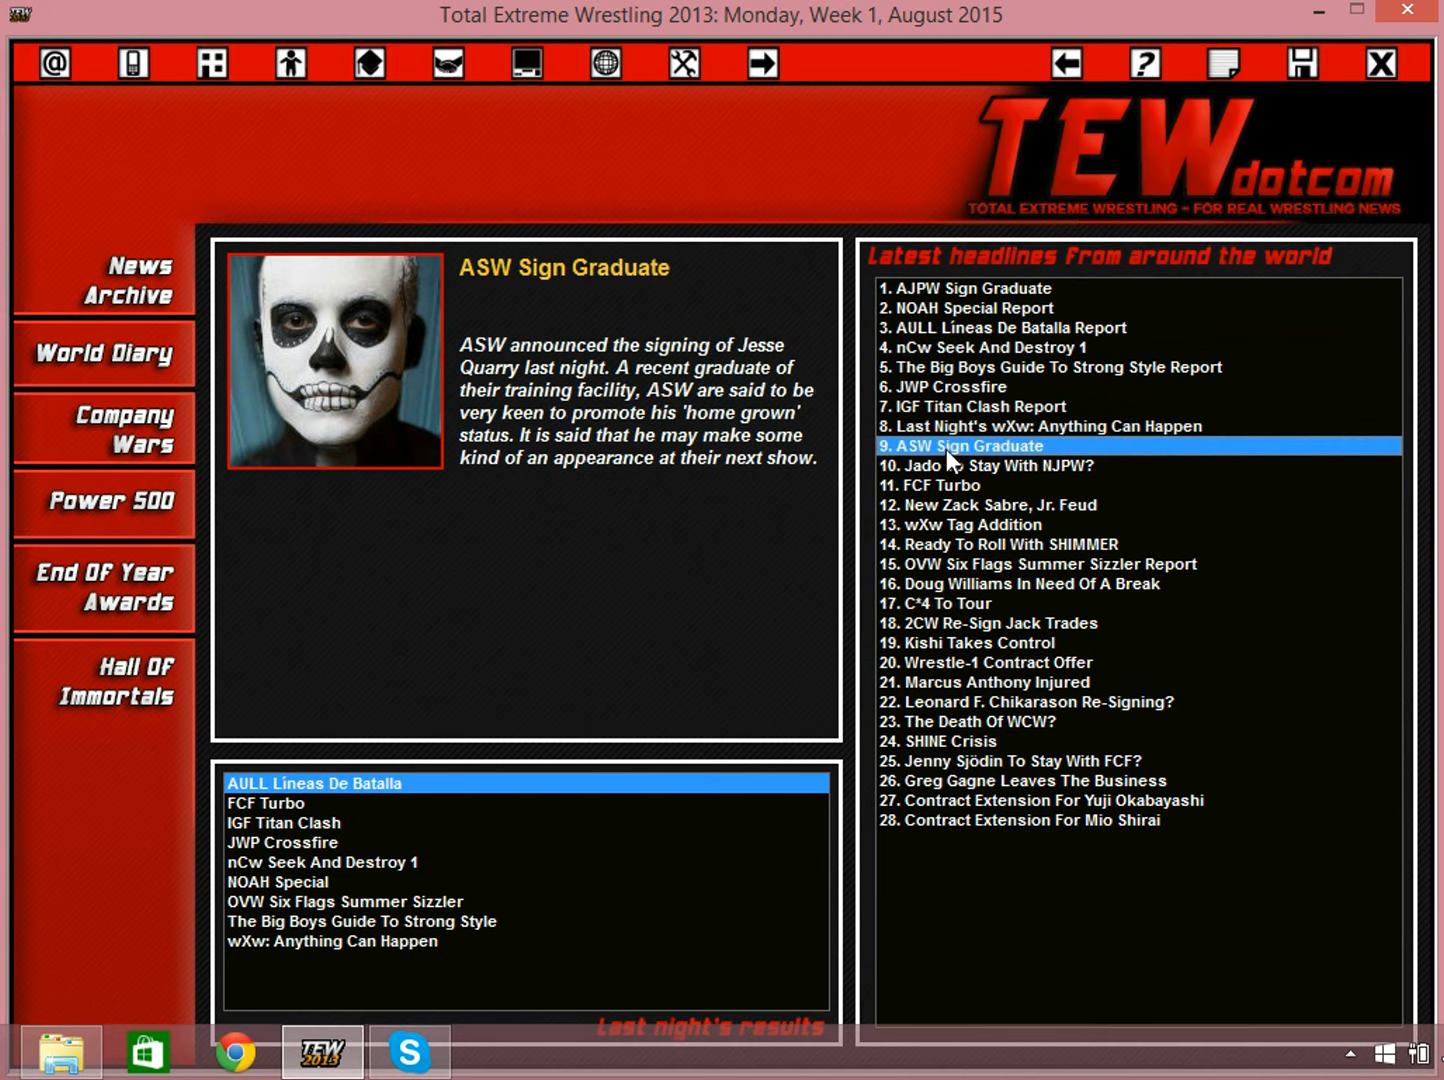 Total Extreme Wrestling 2013: Monday, Week 1, August 2015
TEWdotcom
TOTAL EXTREME WRESTLING - FOR REAL WRESTLING NEWS
News
Archive
World Diary
Company
Wars
Power 500
End Of Year
Awards
Hall Of
Immortals
ASW Sign Graduate
ASW announced the signing of Jesse
Quarry last night. A recent graduate of
their training facility, ASW are said to be
very keen to promote his 'home grown'
status. It is said that he may make some
kind of an appearance at their next show.
AULL Líneas De Batalla
FCF Turbo
IGF Titan Clash
JWP Crossfire
nCw Seek And Destroy 1
NOAH Special
OVW Six Flags Summer Sizzler
The Big Boys Guide To Strong Style
wXw: Anything Can Happen
Last night's results
Latest headlines from around the world
1. AJPW Sign Graduate
2. NOAH Special Report
3. AULL Líneas De Batalla Report
4. nCw Seek And Destroy 1
5. The Big Boys Guide To Strong Style Report
6. JWP Crossfire
7. IGF Titan Clash Report
8. Last Night's wXw: Anything Can Happen
9. ASW Sign Graduate
10. Jado To Stay With NJPW?
11. FCF Turbo
12. New Zack Sabre, Jr. Feud
13. wXw Tag Addition
14. Ready To Roll With SHIMMER
15. OVW Six Flags Summer Sizzler Report
16. Doug Williams In Need Of A Break
17. C*4 To Tour
18. 2CW Re-Sign Jack Trades
19. Kishi Takes Control
20. Wrestle-1 Contract Offer
21. Marcus Anthony Injured
22. Leonard F. Chikarason Re-Signing?
23. The Death Of WCW?
24. SHINE Crisis
25. Jenny Sjödin To Stay With FCF?
26. Greg Gagne Leaves The Business
27. Contract Extension For Yuji Okabayashi
28. Contract Extension For Mio Shirai
TEW
2013